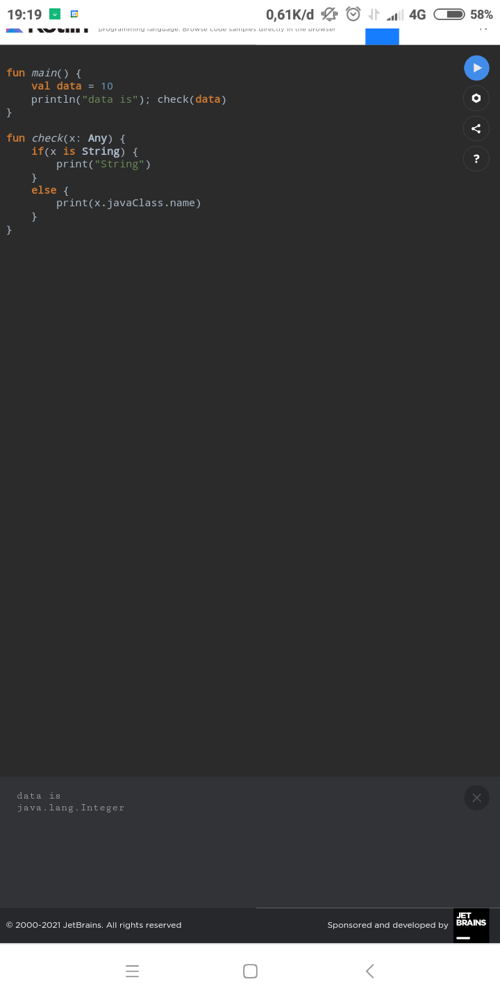 19:19 0,61K/d 4G 58%
Kotlin programming language. Browse code samples directly in the browser
fun main() {
    val data = 10
    println("data is"); check(data)
}
fun check(x: Any) {
    if(x is String) {
        print("String")
    }
    else {
        print(x.javaClass.name)
    }
}
?
data is
java.lang.Integer
© 2000-2021 JetBrains. All rights reserved
Sponsored and developed by
JET
BRAINS